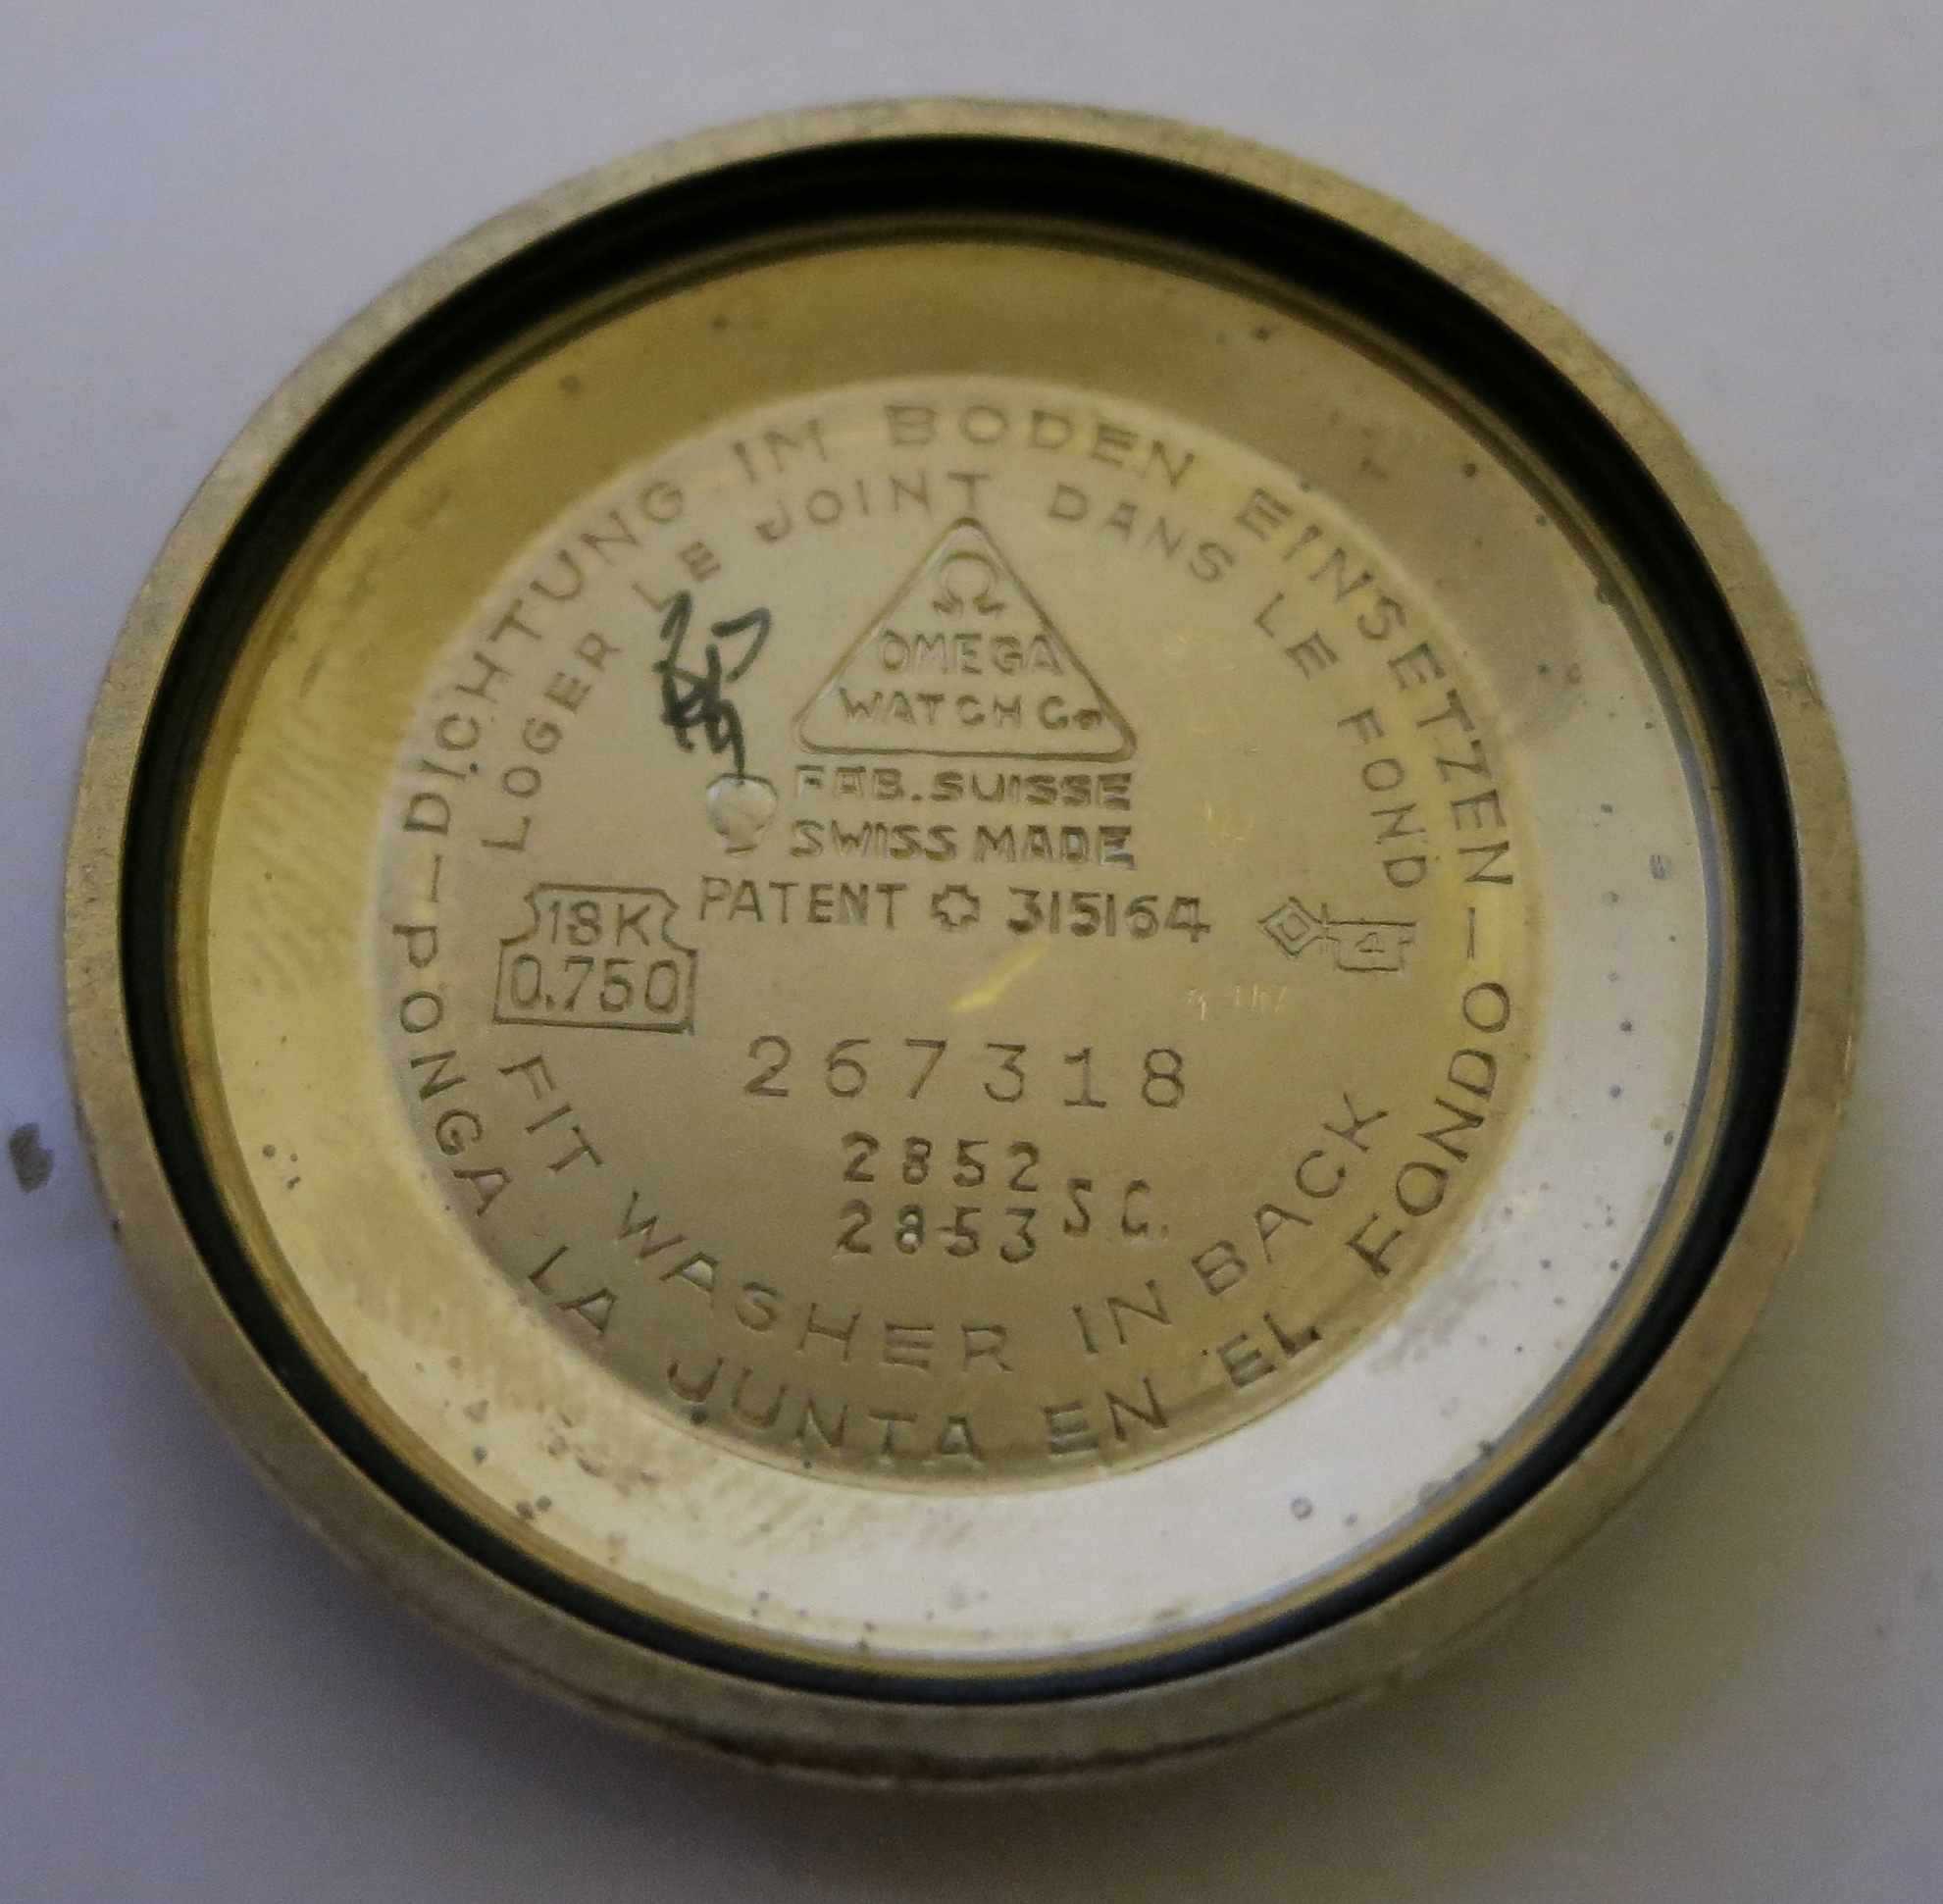 DICHTUNG IM BODEN EINSETZEN — PONGA LA JUNTA EN EL FONDO —
LOGER LE JOINT DANS LE FOND
Ω
OMEGA
WATCH Co
FAB. SUISSE
SWISS MADE
PATENT ✚ 315164
18K
0.750
4
267318
2852
2853 S C.
FIT WASHER IN BACK